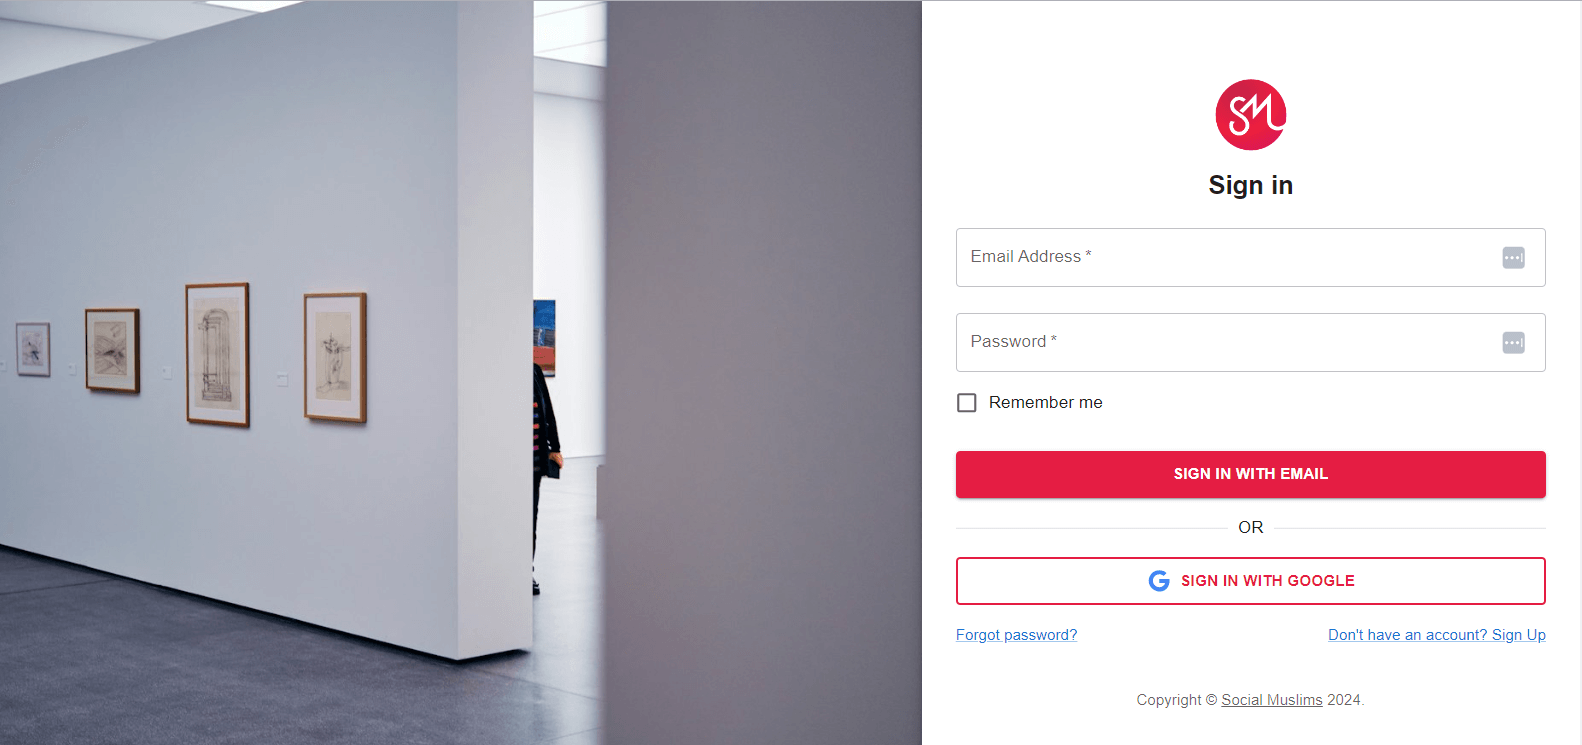 SM
Sign in
Email Address *
Password *
Remember me
SIGN IN WITH EMAIL
OR
G SIGN IN WITH GOOGLE
Forgot password? Don't have an account? Sign Up
Copyright © Social Muslims 2024.